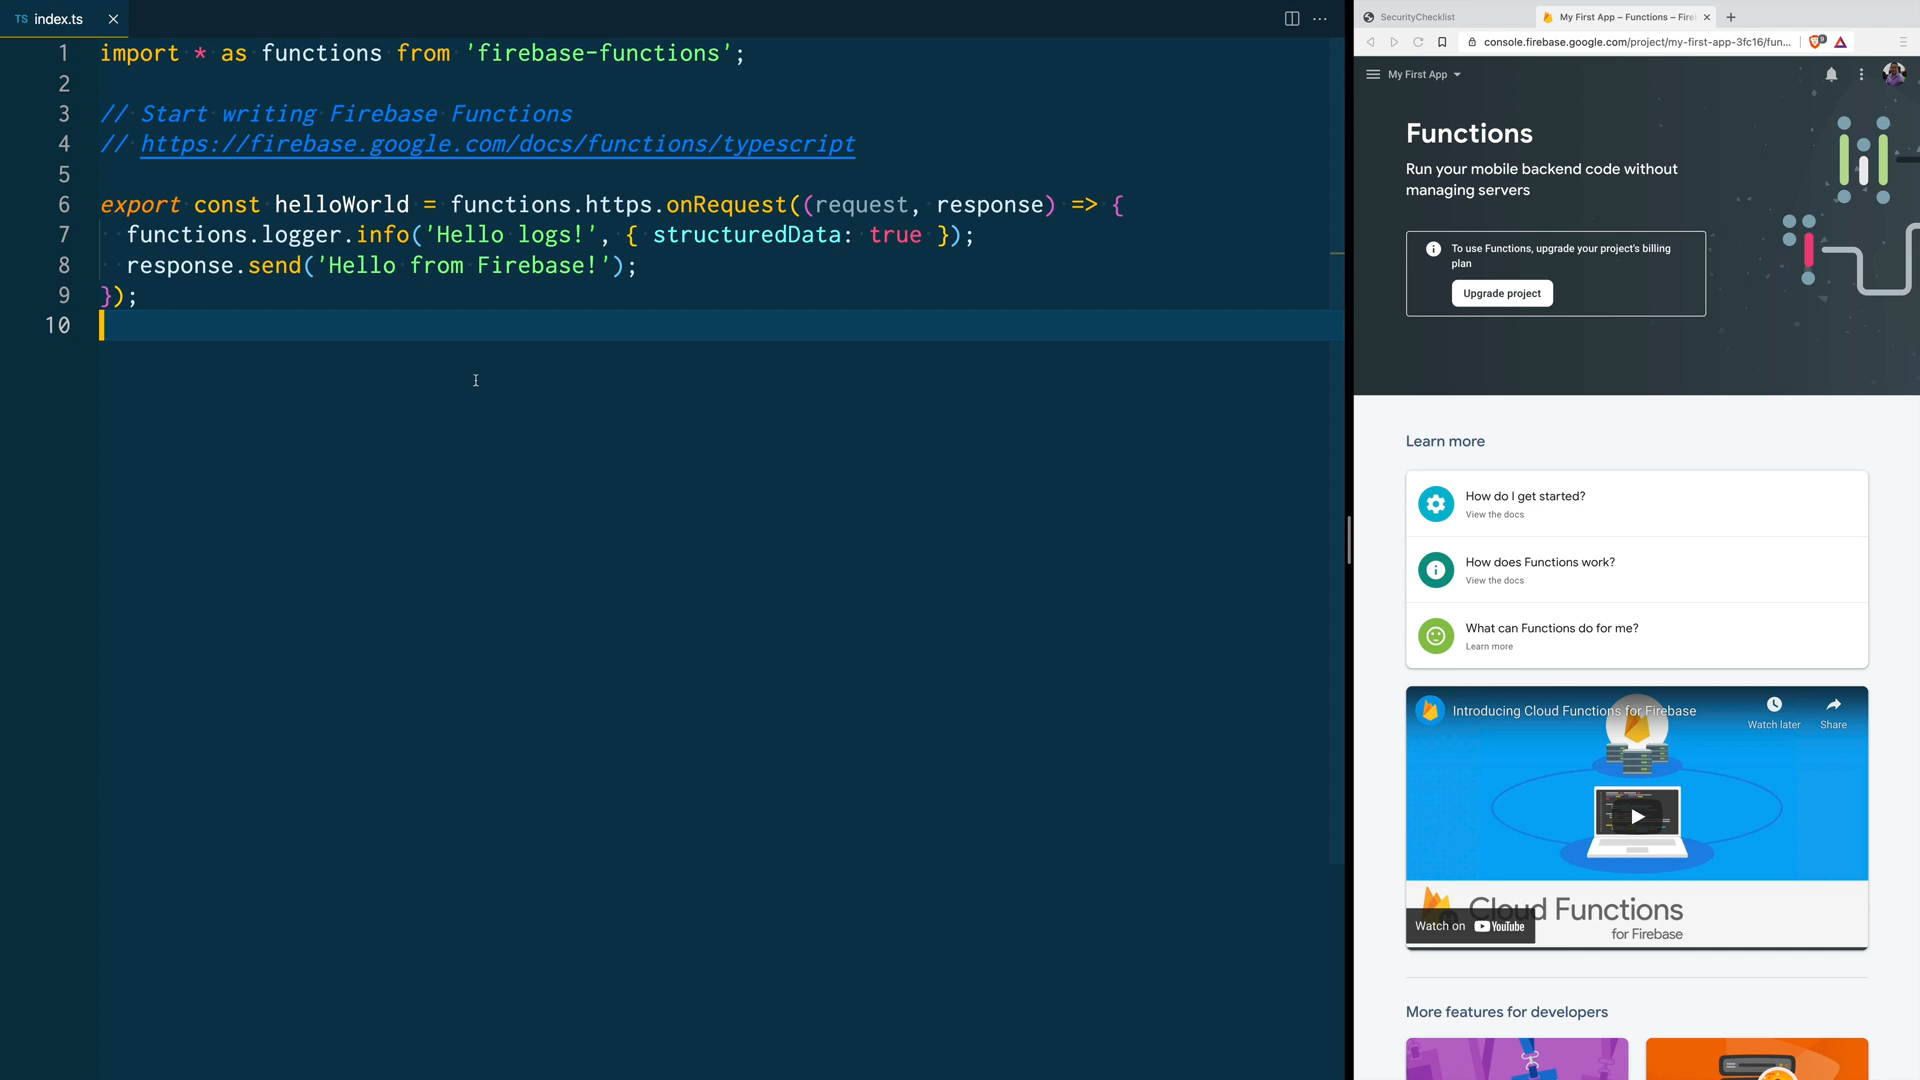 TS index.ts
1 import * as functions from 'firebase-functions';
2
3 // Start writing Firebase Functions
4 // https://firebase.google.com/docs/functions/typescript
5
6 export const helloWorld = functions.https.onRequest((request, response) => {
7 functions.logger.info('Hello logs!', { structuredData: true });
8 response.send('Hello from Firebase!');
9 });
10
SecurityChecklist
My First App – Functions – Fire
console.firebase.google.com/project/my-first-app-3fc16/fun...
My First App
Functions
Run your mobile backend code without
managing servers
To use Functions, upgrade your project's billing
plan
Upgrade project
Learn more
How do I get started?
View the docs
How does Functions work?
View the docs
What can Functions do for me?
Learn more
Introducing Cloud Functions for Firebase
Watch later
Share
Cloud Functions
for Firebase
Watch on YouTube
More features for developers